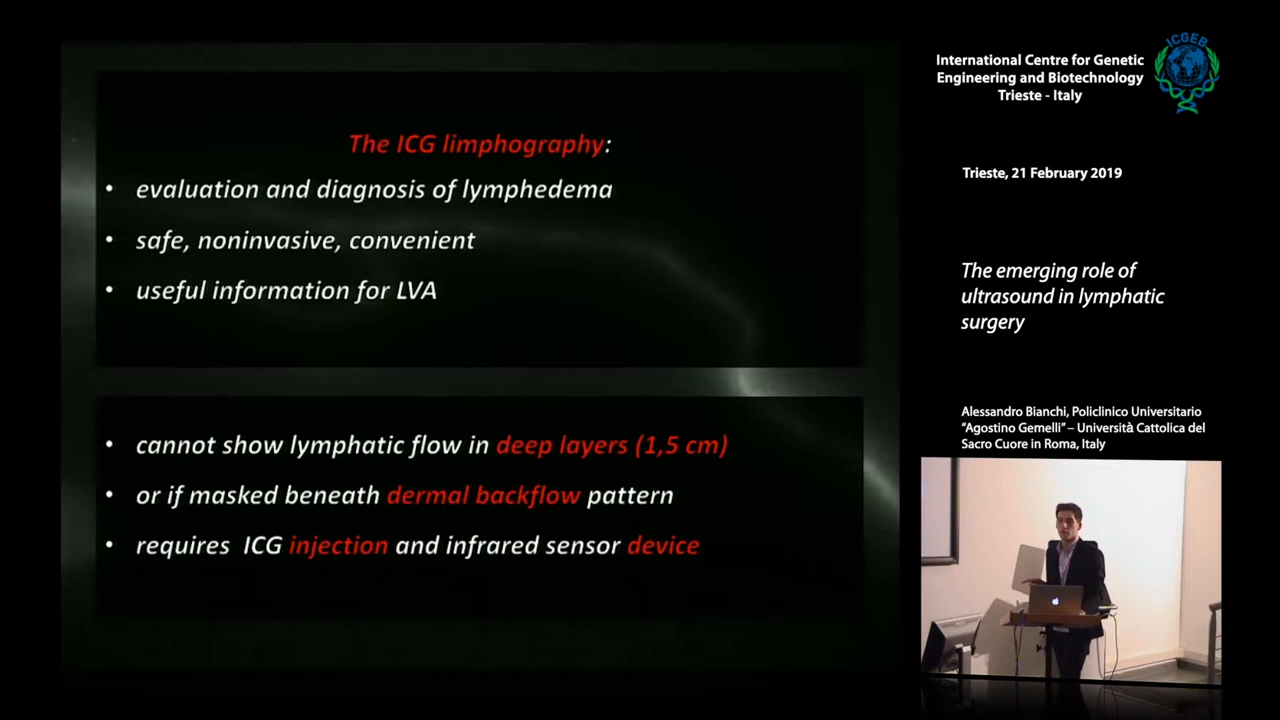 The ICG limphography:
• evaluation and diagnosis of lymphedema
• safe, noninvasive, convenient
• useful information for LVA
• cannot show lymphatic flow in deep layers (1,5 cm)
• or if masked beneath dermal backflow pattern
• requires ICG injection and infrared sensor device
International Centre for Genetic
Engineering and Biotechnology
Trieste - Italy
ICGEB
Trieste, 21 February 2019
The emerging role of
ultrasound in lymphatic
surgery
Alessandro Bianchi, Policlinico Universitario
“Agostino Gemelli” – Università Cattolica del
Sacro Cuore in Roma, Italy